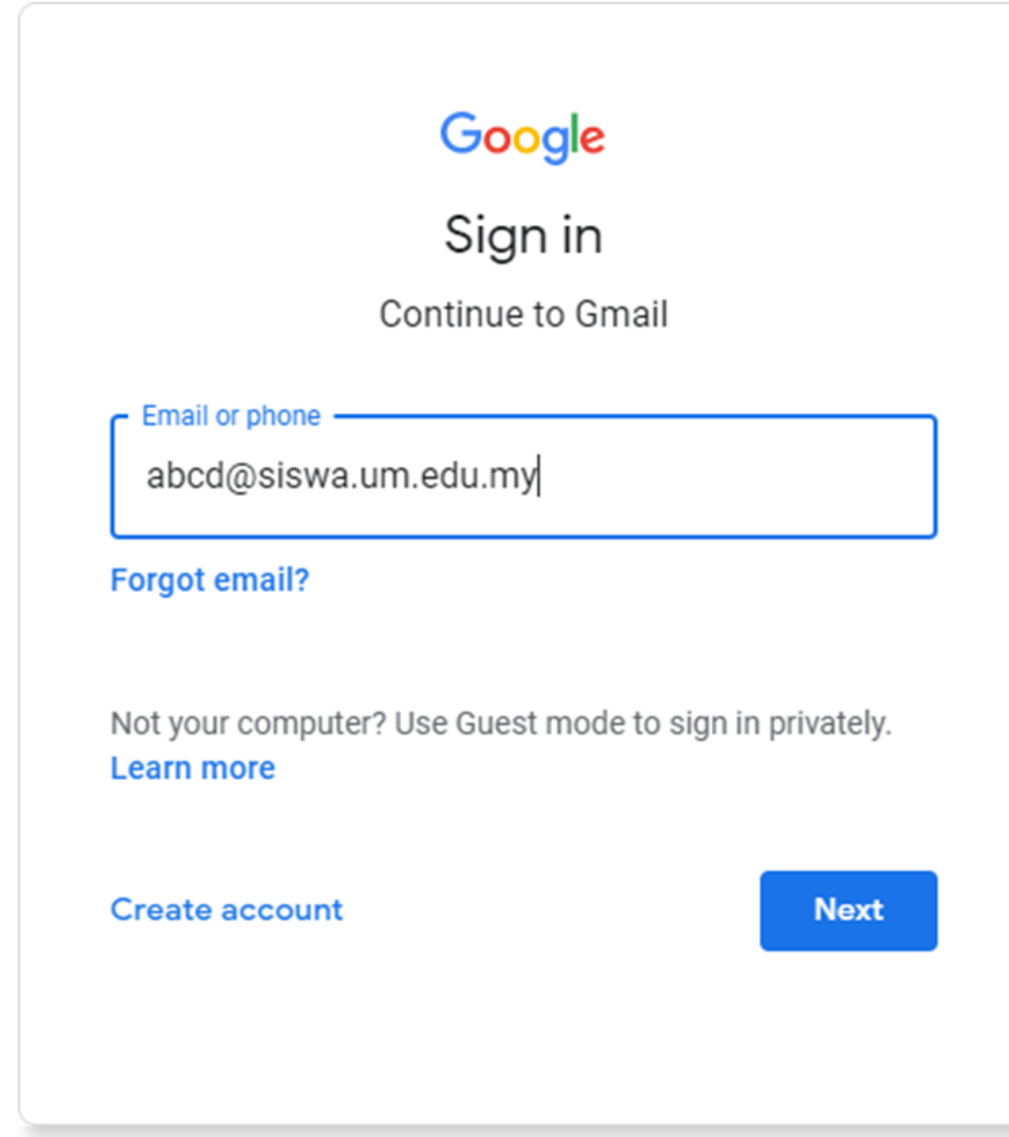 Google
Sign in
Continue to Gmail
Email or phone
abcd@siswa.um.edu.my
Forgot email?
Not your computer? Use Guest mode to sign in privately.
Learn more
Create account
Next